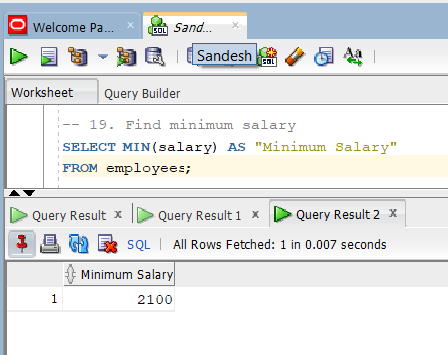 Welcome Pa...
Sand...
Sandesh
SQL
Worksheet
Query Builder
-- 19. Find minimum salary
SELECT MIN(salary) AS "Minimum Salary"
FROM employees;
Query Result x
Query Result 1 x
Query Result 2 x
SQL
All Rows Fetched: 1 in 0.007 seconds
Minimum Salary
1 2100